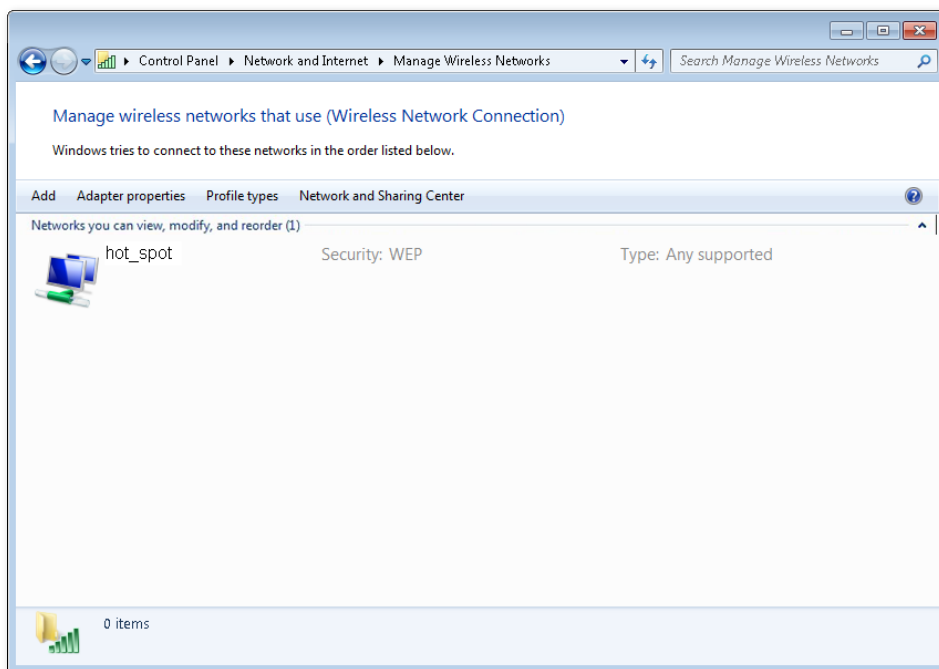 Control Panel Network and Internet Manage Wireless Networks Search Manage Wireless Networks
Manage wireless networks that use (Wireless Network Connection)
Windows tries to connect to these networks in the order listed below.
Add Adapter properties Profile types Network and Sharing Center ?
Networks you can view, modify, and reorder (1)
hot_spot Security: WEP Type: Any supported
0 items